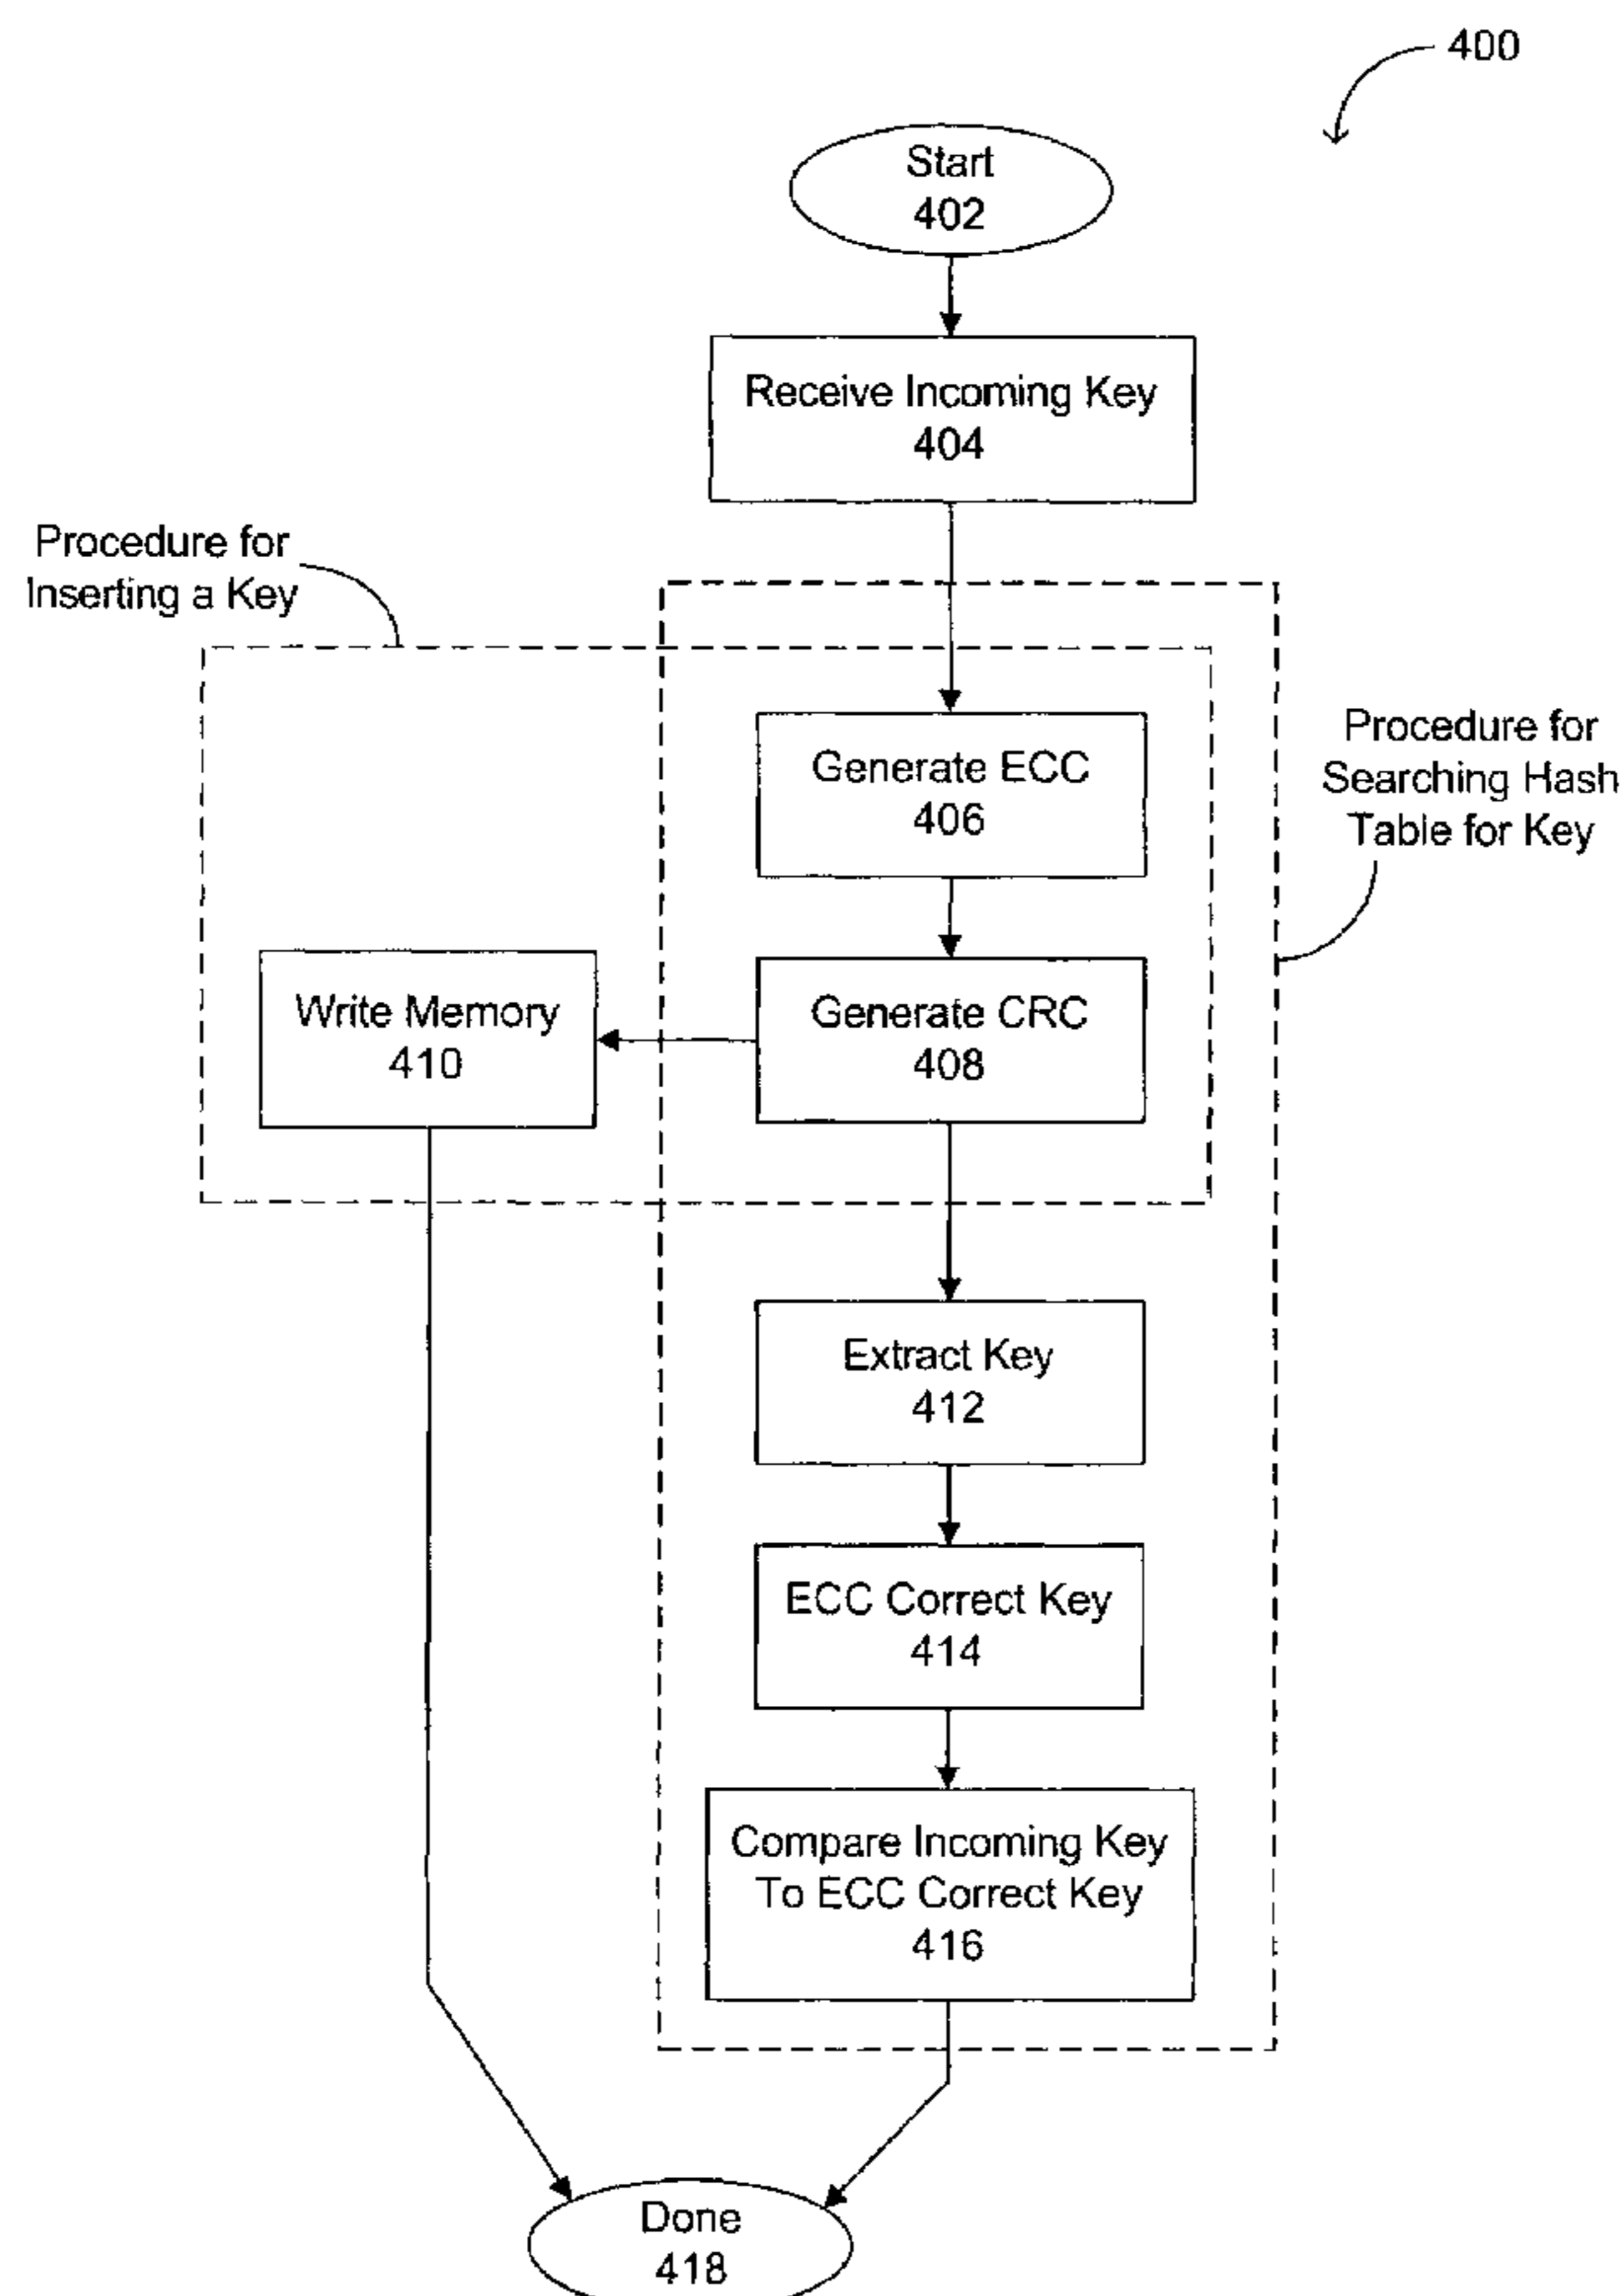 400
Start
402
Receive Incoming Key
404
Procedure for
Inserting a Key
Generate ECC
406
Procedure for
Searching Hash
Table for Key
Write Memory
410
Generate CRC
408
Extract Key
412
ECC Correct Key
414
Compare Incoming Key
To ECC Correct Key
416
Done
418